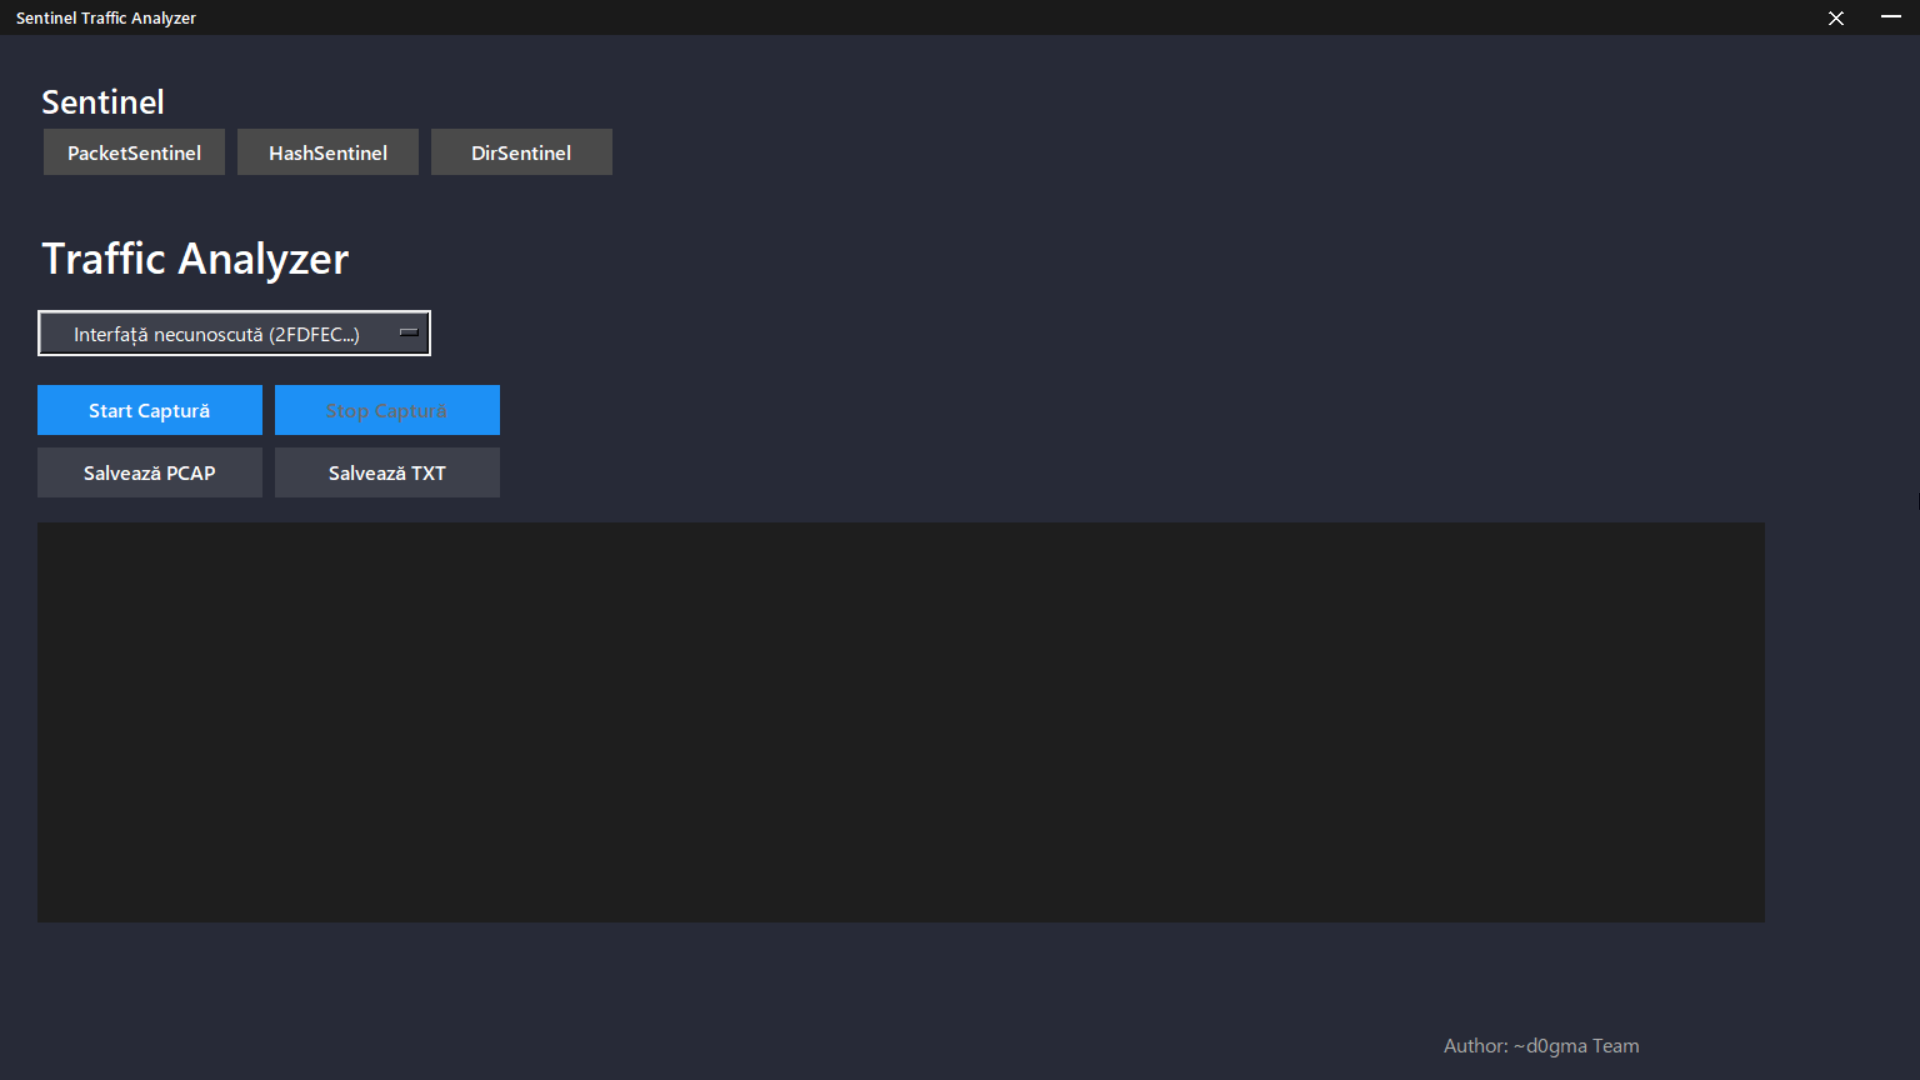 Sentinel Traffic Analyzer
Sentinel
PacketSentinel HashSentinel DirSentinel
Traffic Analyzer
Interfață necunoscută (2FDFEC...)
Start Captură Stop Captură
Salvează PCAP Salvează TXT
Author: ~d0gma Team